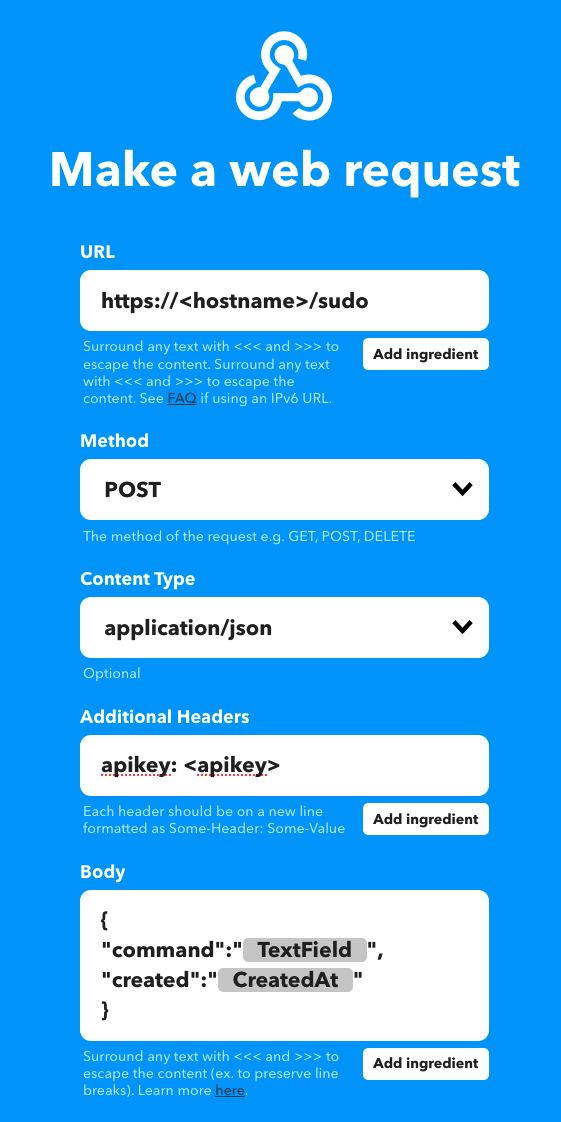 Make a web request
URL
https://<hostname>/sudo
Surround any text with <<< and >>> to
escape the content. Surround any text
with <<< and >>> to escape the
content. See FAQ if using an IPv6 URL.
Add ingredient
Method
POST
The method of the request e.g. GET, POST, DELETE
Content Type
application/json
Optional
Additional Headers
apikey: <apikey>
Each header should be on a new line
formatted as Some-Header: Some-Value
Add ingredient
Body
{
"command":" TextField ",
"created":" CreatedAt "
}
Surround any text with <<< and >>> to
escape the content (ex. to preserve line
breaks). Learn more here.
Add ingredient